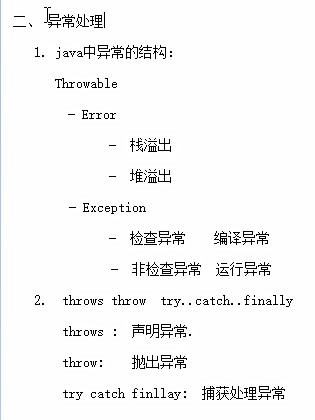 二、异常处理
1. java中异常的结构：
Throwable
- Error
- 栈溢出
- 堆溢出
- Exception
- 检查异常 编译异常
- 非检查异常 运行异常
2. throws throw try..catch..finally
throws : 声明异常.
throw: 抛出异常
try catch finllay: 捕获处理异常